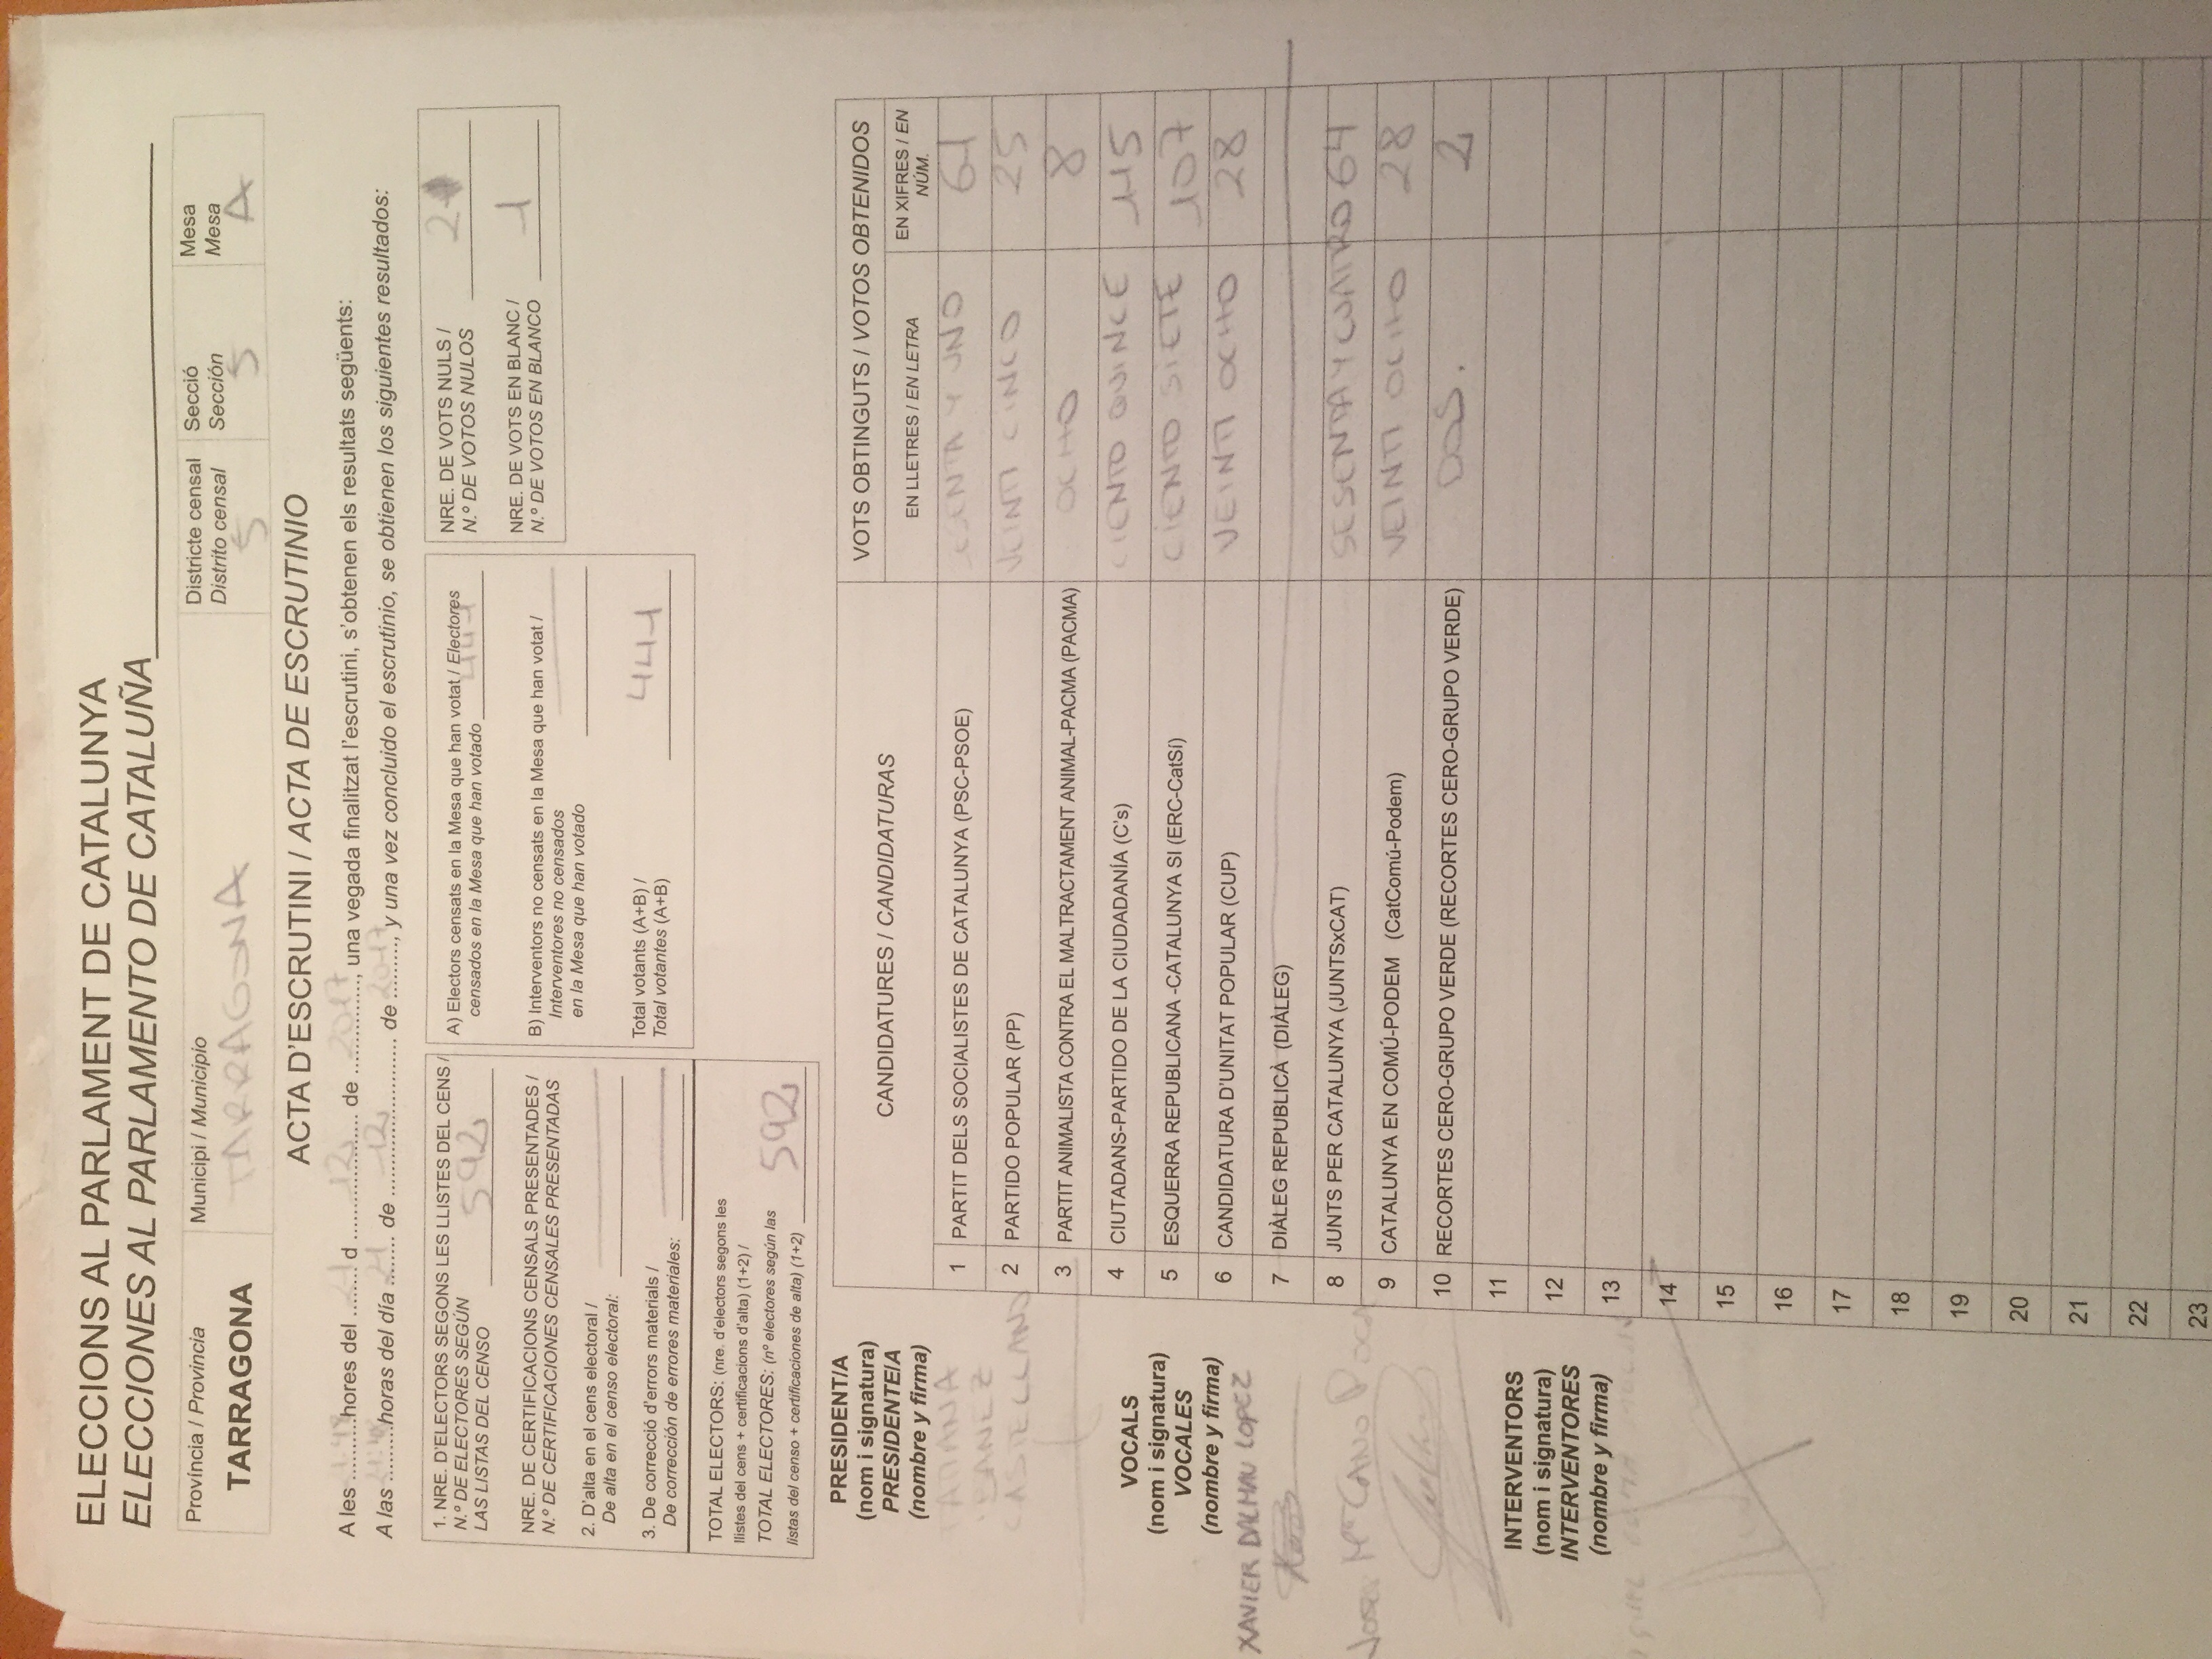 ELECCIONS AL PARLAMENT DE CATALUNYA
ELECCIONES AL PARLAMENTO DE CATALUÑA
Província / Provincia
TARRAGONA
Municipi / Municipio
TARRAGONA
Districte censal
Distrito censal
5
Secció
Sección
5
Mesa
Mesa
A
ACTA D'ESCRUTINI / ACTA DE ESCRUTINIO
A les hores del 21 d 12 de 2017, una vegada finalitzat l'escrutini, s'obtenen els resultats següents:
A las horas del día 21 de 12 de 2017, y una vez concluido el escrutinio, se obtienen los siguientes resultados:
1. NRE. D'ELECTORS SEGONS LES LLISTES DEL CENS /
N.º DE ELECTORES SEGÚN
LAS LISTAS DEL CENSO 592
NRE. DE CERTIFICACIONS CENSALS PRESENTADES /
N.º DE CERTIFICACIONES CENSALES PRESENTADAS
2. D'alta en el cens electoral /
De alta en el censo electoral:
3. De correcció d'errors materials /
De corrección de errores materiales:
TOTAL ELECTORS: (nre. d'electors segons les
llistes del cens + certificacions d'alta) (1+2) /
TOTAL ELECTORES: (nº electores según las
listas del censo + certificaciones de alta) (1+2) 592
A) Electors censats en la Mesa que han votat / Electores
censados en la Mesa que han votado 441
B) Interventors no censats en la Mesa que han votat /
Interventores no censados
en la Mesa que han votado
Total votants (A+B) /
Total votantes (A+B) 441
NRE. DE VOTS NULS /
N.º DE VOTOS NULOS 2
NRE. DE VOTS EN BLANC /
N.º DE VOTOS EN BLANCO 1
PRESIDENT/A
(nom i signatura)
PRESIDENTE/A
(nombre y firma)
TATIANA
IBANEZ
CASTELLANO
VOCALS
(nom i signatura)
VOCALES
(nombre y firma)
XAVIER DALMAU LOPEZ
Josep Mª CANO
INTERVENTORS
(nom i signatura)
INTERVENTORES
(nombre y firma)
CANDIDATURES / CANDIDATURAS
VOTS OBTINGUTS / VOTOS OBTENIDOS
EN LLETRES / EN LETRA
EN XIFRES / EN
NÚM.
1 PARTIT DELS SOCIALISTES DE CATALUNYA (PSC-PSOE) Y UNO 61
2 PARTIDO POPULAR (PP) VEINTI CINCO 25
3 PARTIT ANIMALISTA CONTRA EL MALTRACTAMENT ANIMAL-PACMA (PACMA) OCHO 8
4 CIUTADANS-PARTIDO DE LA CIUDADANÍA (C's) CIENTO QUINCE 115
5 ESQUERRA REPUBLICANA -CATALUNYA SI (ERC-CatSí) CIENTO SIETE 107
6 CANDIDATURA D'UNITAT POPULAR (CUP) VEINTI OCHO 28
7 DIÀLEG REPUBLICÀ (DIÀLEG)
8 JUNTS PER CATALUNYA (JUNTSxCAT) SESENTA Y CUATRO 64
9 CATALUNYA EN COMÚ-PODEM (CatComú-Podem) VEINTI OCHO 28
10 RECORTES CERO-GRUPO VERDE (RECORTES CERO-GRUPO VERDE) DOS. 2
11
12
13
14
15
16
17
18
19
20
21
22
23